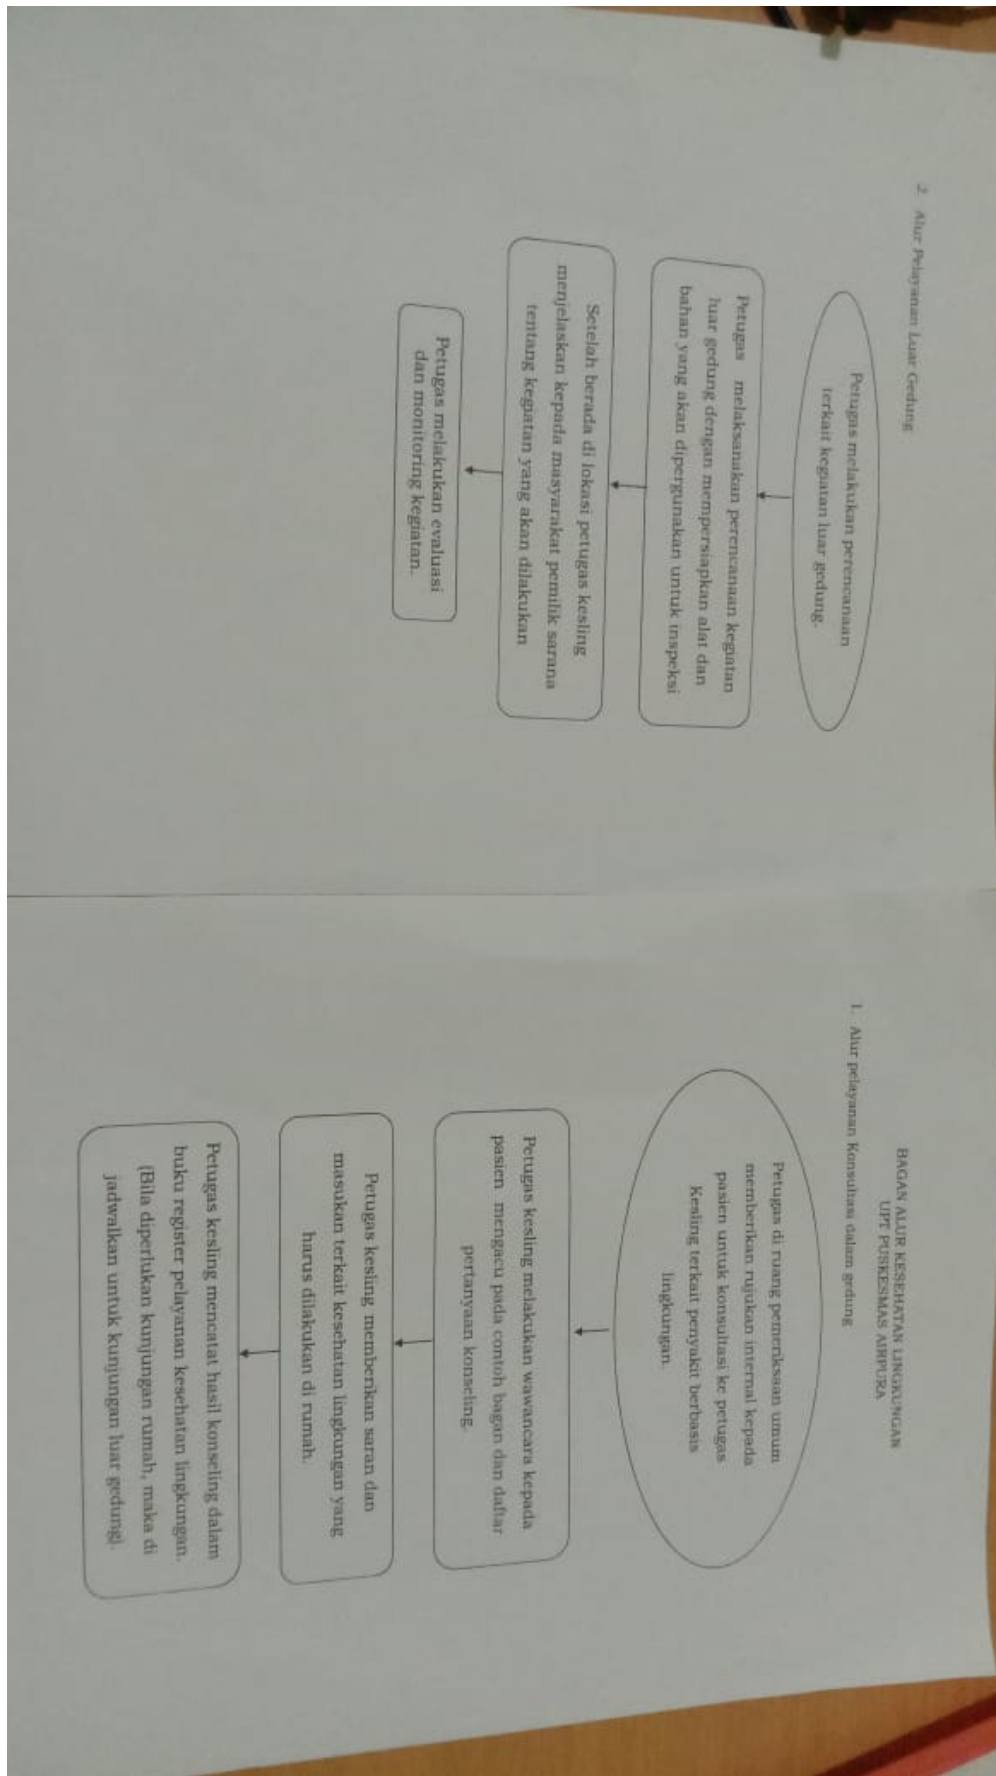 BAGAN ALUR KESEHATAN LINGKUNGAN
UPT PUSKESMAS AIRPURA
1. Alur pelayanan Konsultasi dalam gedung
Petugas di ruang pemeriksaan umum
memberikan rujukan internal kepada
pasien untuk konsultasi ke petugas
Kesling terkait penyakit berbasis
lingkungan.
Petugas kesling melakukan wawancara kepada
pasien mengacu pada contoh bagan dan daftar
pertanyaan konseling.
Petugas kesling memberikan saran dan
masukan terkait kesehatan lingkungan yang
harus dilakukan di rumah.
Petugas kesling mencatat hasil konseling dalam
buku register pelayanan kesehatan lingkungan.
(Bila diperlukan kunjungan rumah, maka di
jadwalkan untuk kunjungan luar gedung).
2. Alur Pelayanan Luar Gedung
Petugas melakukan perencanaan
terkait kegiatan luar gedung.
Petugas melaksanakan perencanaan kegiatan
luar gedung dengan mempersiapkan alat dan
bahan yang akan dipergunakan untuk inspeksi
Setelah berada di lokasi petugas kesling
menjelaskan kepada masyarakat pemilik sarana
tentang kegiatan yang akan dilakukan
Petugas melakukan evaluasi
dan monitoring kegiatan.